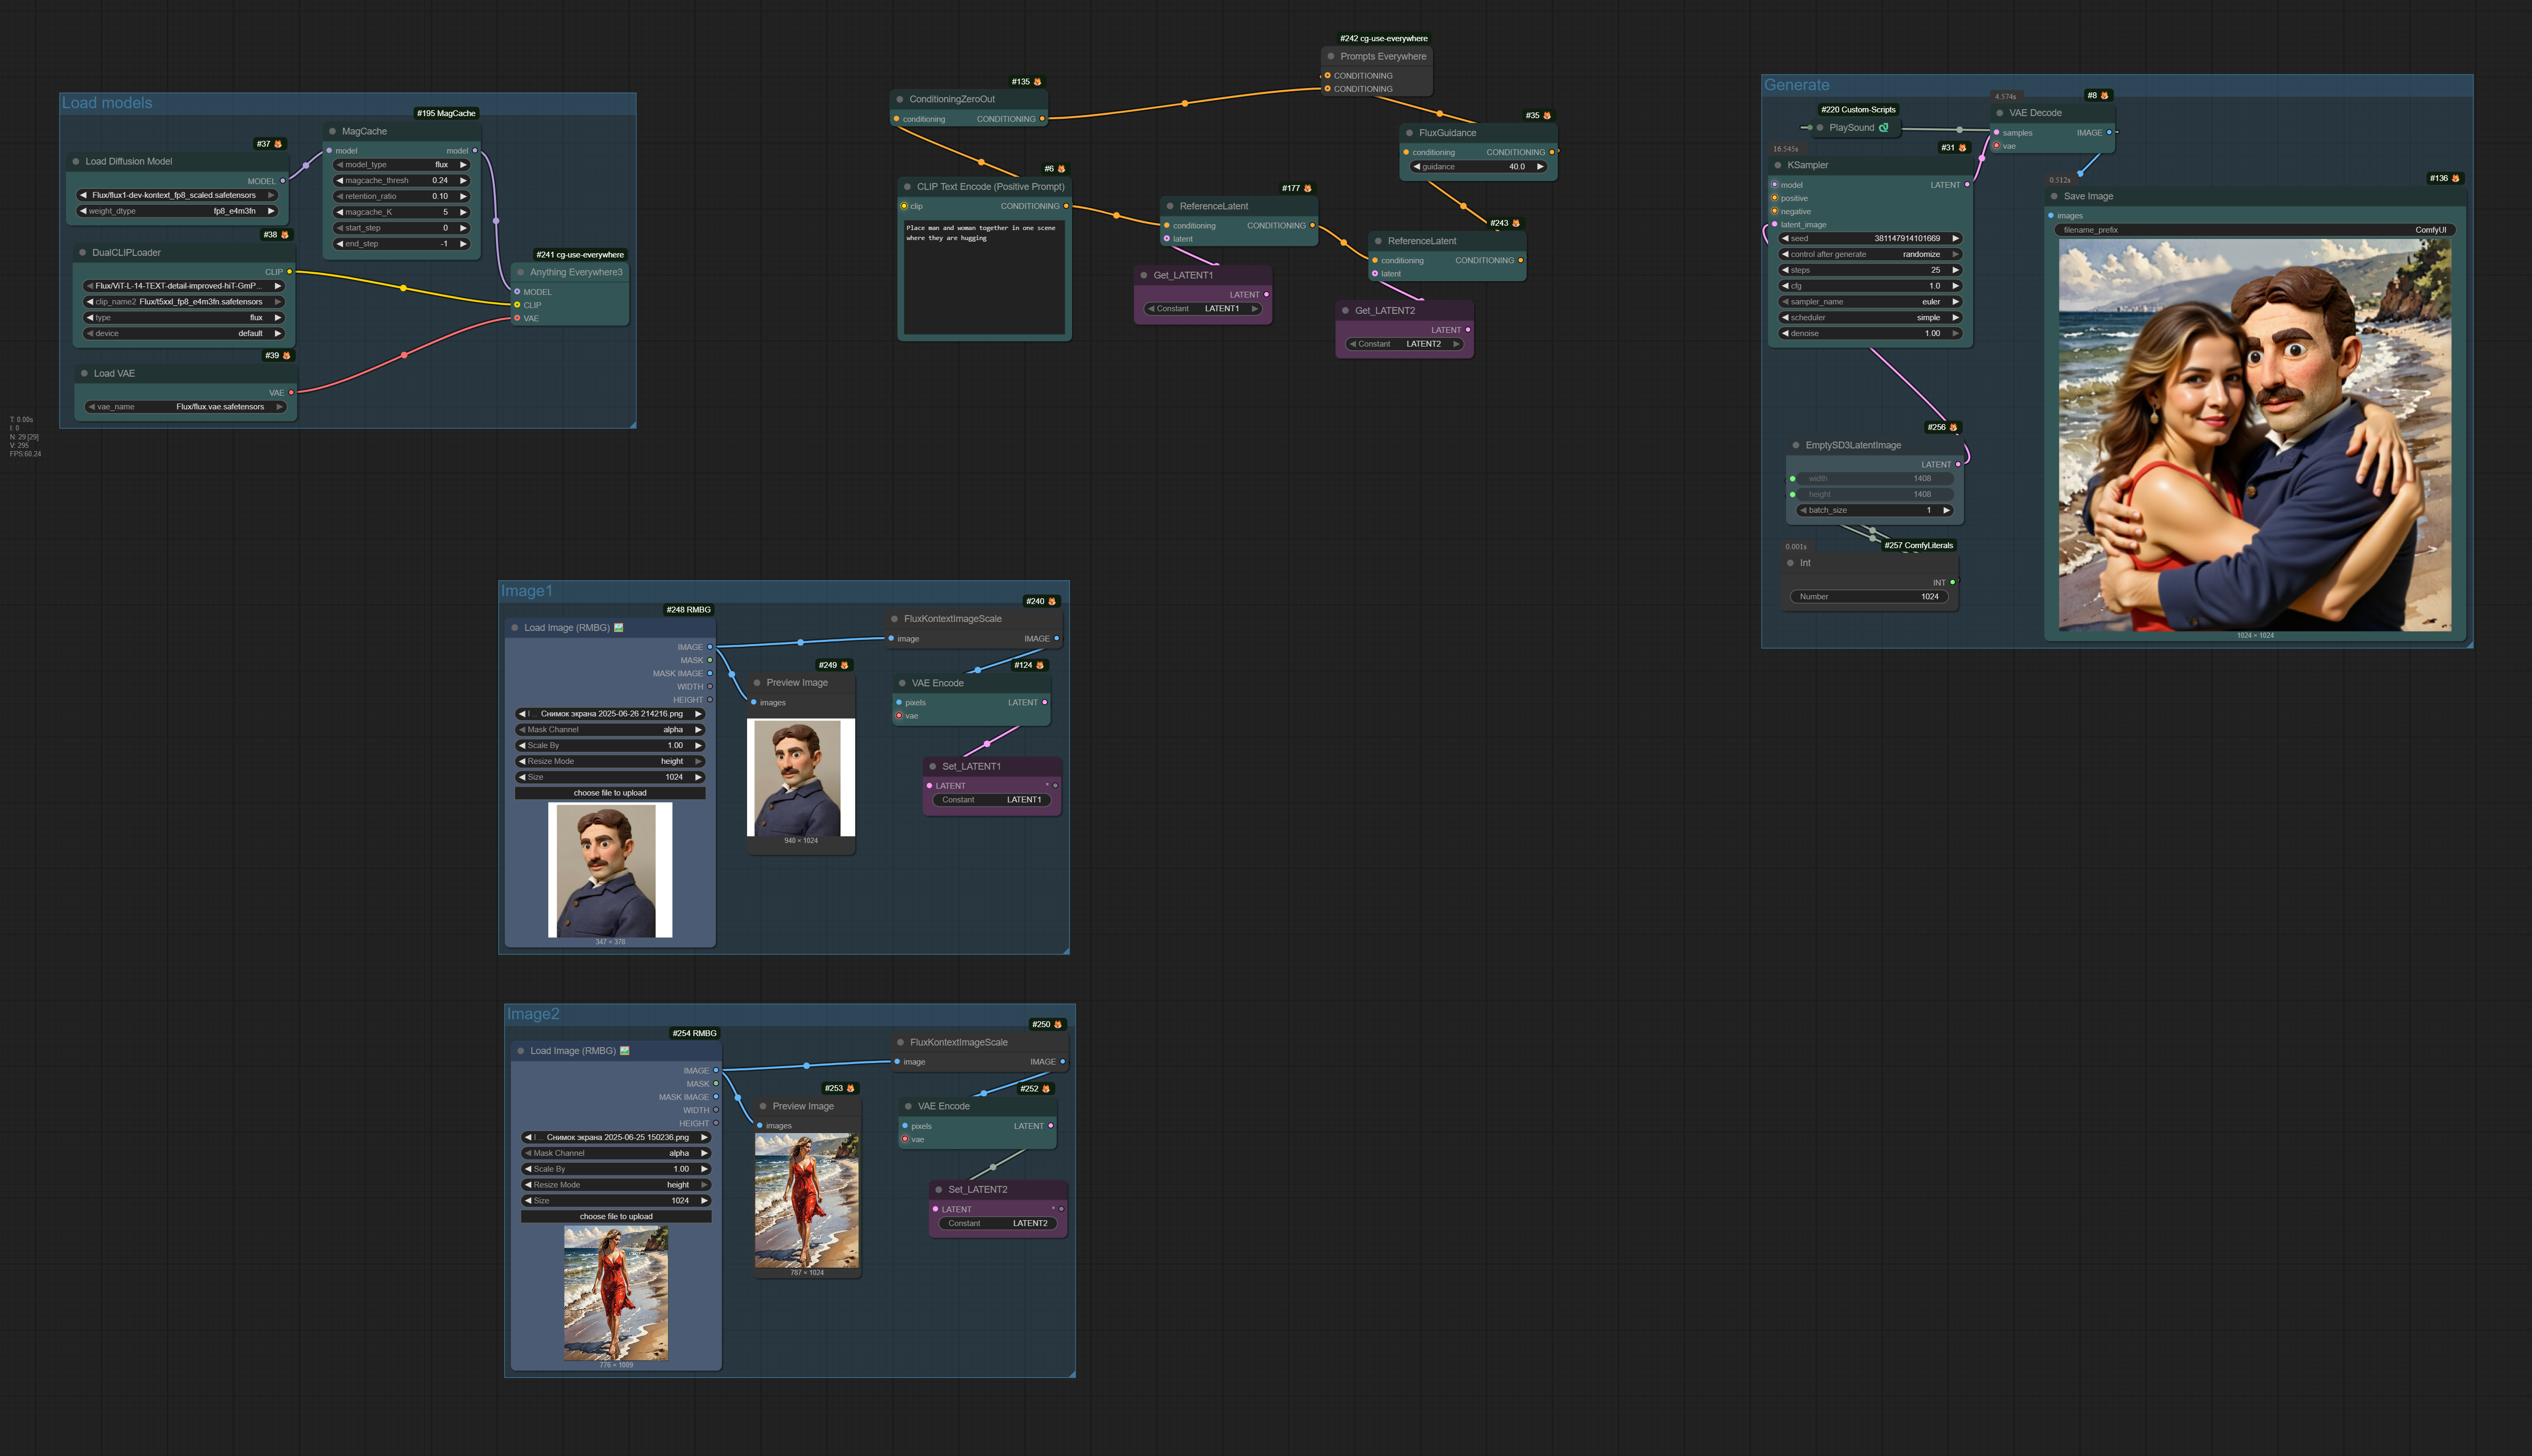 Load models
#37
Load Diffusion Model
MODEL
Flux/flux1-dev-kontext_fp8_scaled.safetensors
weight_dtype fp8_e4m3fn
#195 MagCache
MagCache
model model
model_type flux
magcache_thresh 0.24
retention_ratio 0.10
magcache_K 5
start_step 0
end_step -1
#38
DualCLIPLoader
CLIP
Flux/ViT-L-14-TEXT-detail-improved-hiT-GmP...
clip_name2 Flux/t5xxl_fp8_e4m3fn.safetensors
type flux
device default
#241 cg-use-everywhere
Anything Everywhere3
MODEL
CLIP
VAE
#39
Load VAE
VAE
vae_name Flux/flux.vae.safetensors
T: 0.00s
I: 0
N: 29 [29]
V: 295
FPS:60.24
#135
ConditioningZeroOut
conditioning CONDITIONING
#242 cg-use-everywhere
Prompts Everywhere
CONDITIONING
CONDITIONING
#35
FluxGuidance
conditioning CONDITIONING
guidance 40.0
#6
CLIP Text Encode (Positive Prompt)
clip CONDITIONING
Place man and woman together in one scene
where they are hugging
#177
ReferenceLatent
conditioning CONDITIONING
latent
Get_LATENT1
LATENT
Constant LATENT1
#243
ReferenceLatent
conditioning CONDITIONING
latent
Get_LATENT2
LATENT
Constant LATENT2
Generate
#220 Custom-Scripts
PlaySound
4.574s
#8
VAE Decode
samples IMAGE
vae
16.545s
#31
KSampler
model LATENT
positive
negative
latent_image
seed 381147914101669
control after generate randomize
steps 25
cfg 1.0
sampler_name euler
scheduler simple
denoise 1.00
#256
EmptySD3LatentImage
LATENT
width 1408
height 1408
batch_size 1
0.001s
#257 ComfyLiterals
Int
INT
Number 1024
0.512s
#136
Save Image
images
filename_prefix ComfyUI
1024 × 1024
Image1
#248 RMBG
Load Image (RMBG)
IMAGE
MASK
MASK IMAGE
WIDTH
HEIGHT
I... Снимок экрана 2025-06-26 214216.png
Mask Channel alpha
Scale By 1.00
Resize Mode height
Size 1024
choose file to upload
347 × 378
#249
Preview Image
images
940 × 1024
#240
FluxKontextImageScale
image IMAGE
#124
VAE Encode
pixels LATENT
vae
Set_LATENT1
LATENT *
Constant LATENT1
Image2
#254 RMBG
Load Image (RMBG)
IMAGE
MASK
MASK IMAGE
WIDTH
HEIGHT
I... Снимок экрана 2025-06-25 150236.png
Mask Channel alpha
Scale By 1.00
Resize Mode height
Size 1024
choose file to upload
776 × 1009
#253
Preview Image
images
787 × 1024
#250
FluxKontextImageScale
image IMAGE
#252
VAE Encode
pixels LATENT
vae
Set_LATENT2
LATENT *
Constant LATENT2